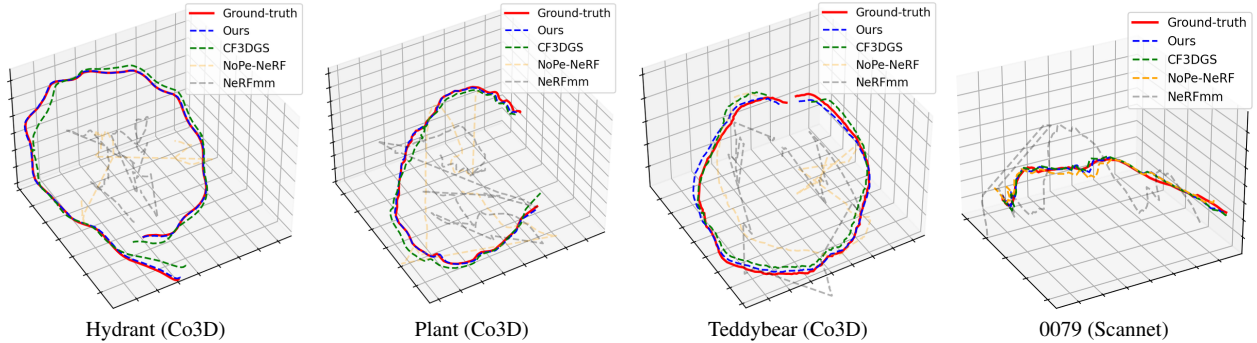 Ground-truth
Ours
CF3DGS
NoPe-NeRF
NeRFmm
Ground-truth
Ours
CF3DGS
NoPe-NeRF
NeRFmm
Ground-truth
Ours
CF3DGS
NoPe-NeRF
NeRFmm
Ground-truth
Ours
CF3DGS
NoPe-NeRF
NeRFmm
Hydrant (Co3D)
Plant (Co3D)
Teddybear (Co3D)
0079 (Scannet)